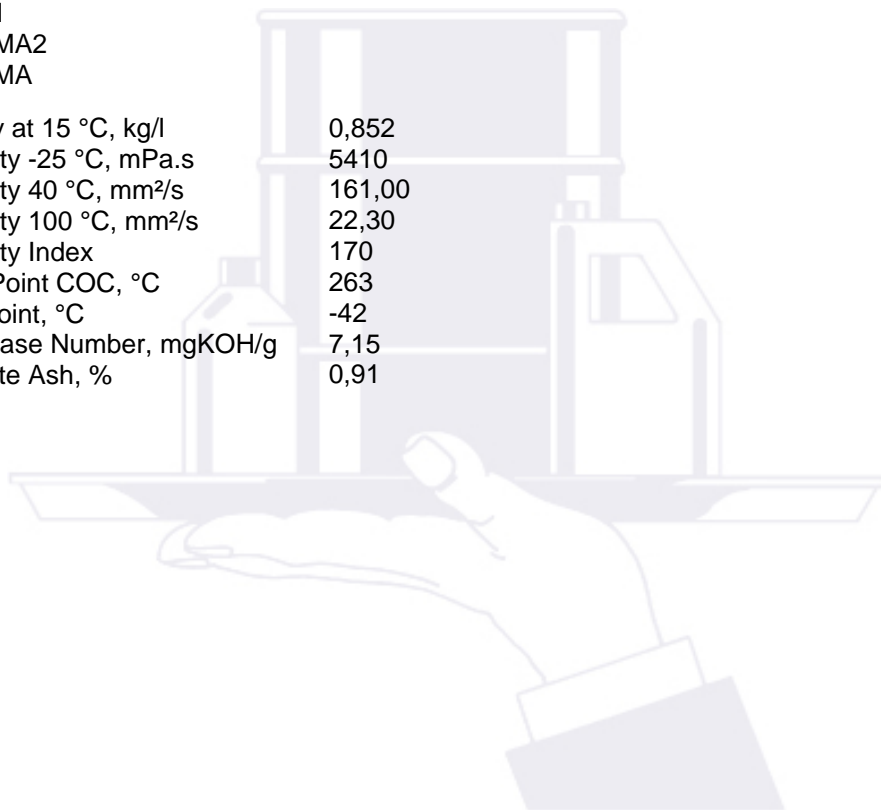 MA2
MA
y at 15 °C, kg/l 0,852
ty -25 °C, mPa.s 5410
ty 40 °C, mm²/s 161,00
ty 100 °C, mm²/s 22,30
ty Index 170
Point COC, °C 263
oint, °C -42
ase Number, mgKOH/g 7,15
te Ash, % 0,91